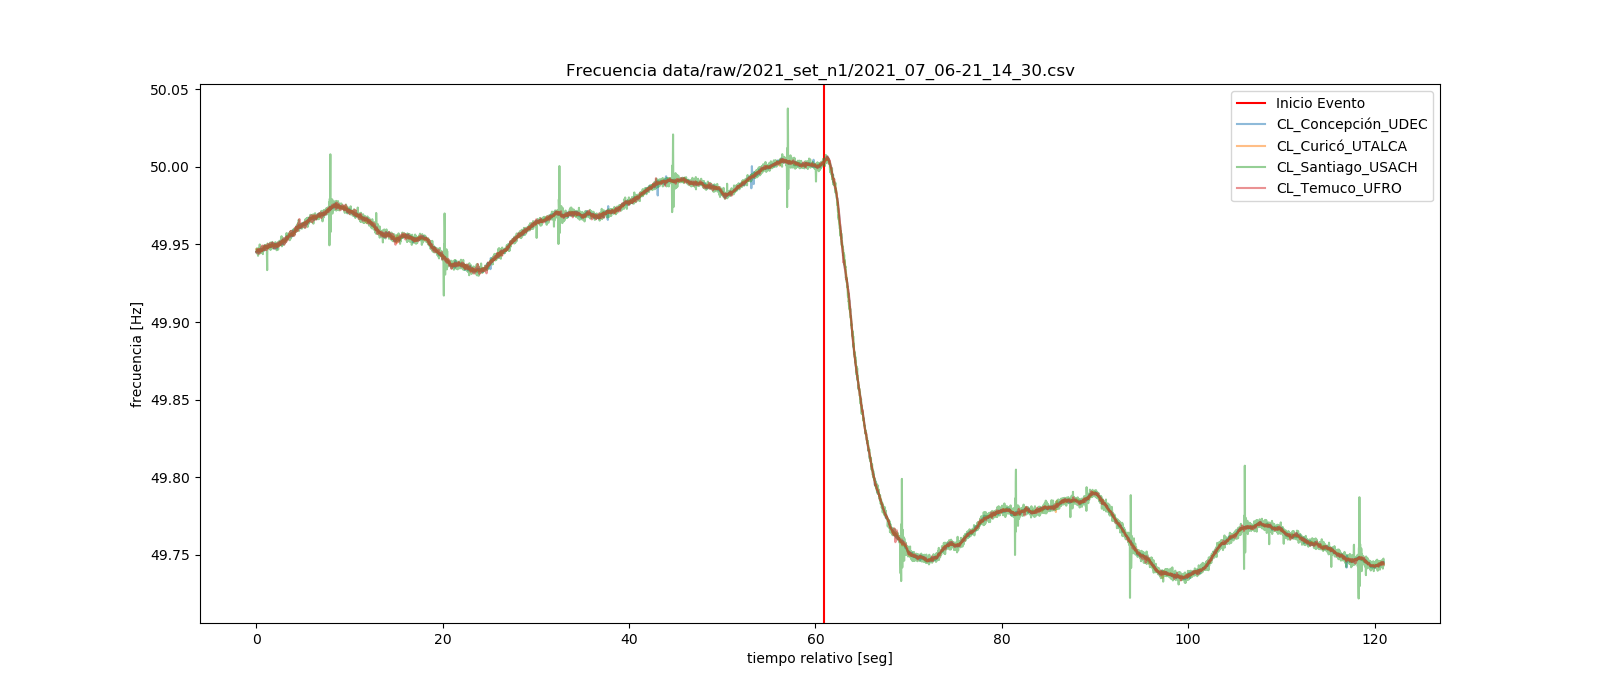 Frecuencia data/raw/2021_set_n1/2021_07_06-21_14_30.csv
50.05
50.00
49.95
49.90
49.85
49.80
49.75
frecuencia [Hz]
Inicio Evento
CL_Concepción_UDEC
CL_Curicó_UTALCA
CL_Santiago_USACH
CL_Temuco_UFRO
0 20 40 60 80 100 120
tiempo relativo [seg]